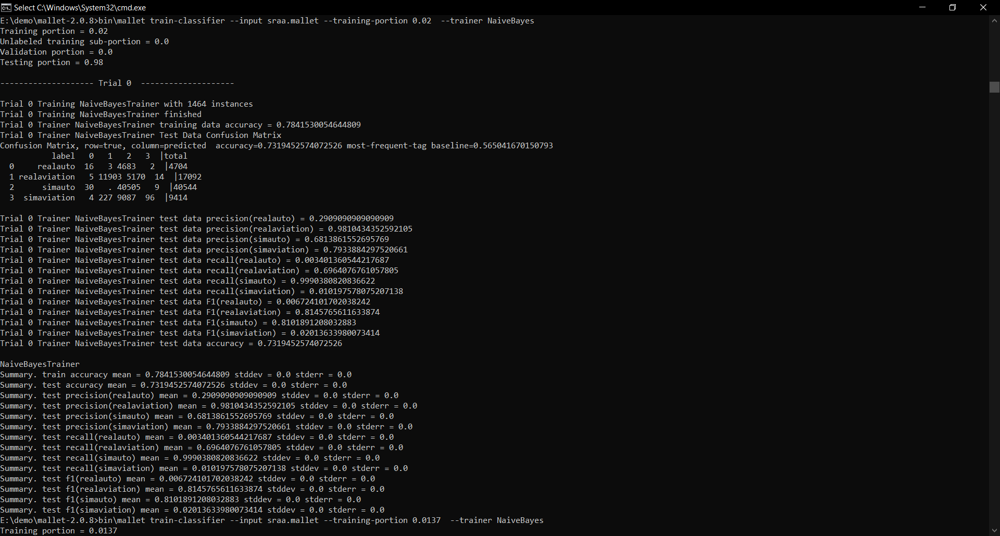 Select C:\Windows\System32\cmd.exe
E:\demo\mallet-2.0.8>bin\mallet train-classifier --input sraa.mallet --training-portion 0.02  --trainer NaiveBayes
Training portion = 0.02
Unlabeled training sub-portion = 0.0
Validation portion = 0.0
Testing portion = 0.98
-------------------- Trial 0  --------------------
Trial 0 Training NaiveBayesTrainer with 1464 instances
Trial 0 Training NaiveBayesTrainer finished
Trial 0 Trainer NaiveBayesTrainer training data accuracy = 0.7841530054644809
Trial 0 Trainer NaiveBayesTrainer Test Data Confusion Matrix
Confusion Matrix, row=true, column=predicted  accuracy=0.7319452574072526 most-frequent-tag baseline=0.565041670150793
           label   0   1   2   3  |total
  0     realauto  16   3 4683   2  |4704
  1 realaviation   5 11903 5170  14  |17092
  2      simauto  30   . 40505   9  |40544
  3  simaviation   4 227 9087  96  |9414
Trial 0 Trainer NaiveBayesTrainer test data precision(realauto) = 0.2909090909090909
Trial 0 Trainer NaiveBayesTrainer test data precision(realaviation) = 0.9810434352592105
Trial 0 Trainer NaiveBayesTrainer test data precision(simauto) = 0.6813861552695769
Trial 0 Trainer NaiveBayesTrainer test data precision(simaviation) = 0.7933884297520661
Trial 0 Trainer NaiveBayesTrainer test data recall(realauto) = 0.003401360544217687
Trial 0 Trainer NaiveBayesTrainer test data recall(realaviation) = 0.6964076761057805
Trial 0 Trainer NaiveBayesTrainer test data recall(simauto) = 0.9990380820836622
Trial 0 Trainer NaiveBayesTrainer test data recall(simaviation) = 0.010197578075207138
Trial 0 Trainer NaiveBayesTrainer test data F1(realauto) = 0.006724101702038242
Trial 0 Trainer NaiveBayesTrainer test data F1(realaviation) = 0.8145765611633874
Trial 0 Trainer NaiveBayesTrainer test data F1(simauto) = 0.8101891208032883
Trial 0 Trainer NaiveBayesTrainer test data F1(simaviation) = 0.02013633980073414
Trial 0 Trainer NaiveBayesTrainer test data accuracy = 0.7319452574072526
NaiveBayesTrainer
Summary. train accuracy mean = 0.7841530054644809 stddev = 0.0 stderr = 0.0
Summary. test accuracy mean = 0.7319452574072526 stddev = 0.0 stderr = 0.0
Summary. test precision(realauto) mean = 0.2909090909090909 stddev = 0.0 stderr = 0.0
Summary. test precision(realaviation) mean = 0.9810434352592105 stddev = 0.0 stderr = 0.0
Summary. test precision(simauto) mean = 0.6813861552695769 stddev = 0.0 stderr = 0.0
Summary. test precision(simaviation) mean = 0.7933884297520661 stddev = 0.0 stderr = 0.0
Summary. test recall(realauto) mean = 0.003401360544217687 stddev = 0.0 stderr = 0.0
Summary. test recall(realaviation) mean = 0.6964076761057805 stddev = 0.0 stderr = 0.0
Summary. test recall(simauto) mean = 0.9990380820836622 stddev = 0.0 stderr = 0.0
Summary. test recall(simaviation) mean = 0.010197578075207138 stddev = 0.0 stderr = 0.0
Summary. test f1(realauto) mean = 0.006724101702038242 stddev = 0.0 stderr = 0.0
Summary. test f1(realaviation) mean = 0.8145765611633874 stddev = 0.0 stderr = 0.0
Summary. test f1(simauto) mean = 0.8101891208032883 stddev = 0.0 stderr = 0.0
Summary. test f1(simaviation) mean = 0.02013633980073414 stddev = 0.0 stderr = 0.0
E:\demo\mallet-2.0.8>bin\mallet train-classifier --input sraa.mallet --training-portion 0.0137  --trainer NaiveBayes
Training portion = 0.0137